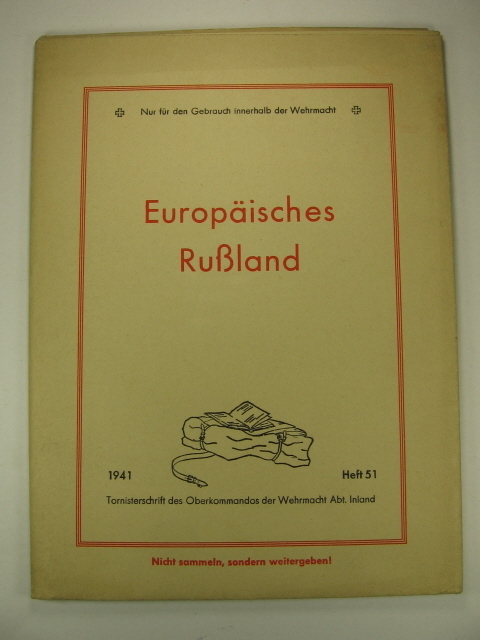 Nur für den Gebrauch innerhalb der Wehrmacht
Europäisches
Rußland
1941 Heft 51
Tornisterschrift des Oberkommandos der Wehrmacht Abt. Inland
Nicht sammeln, sondern weitergeben!